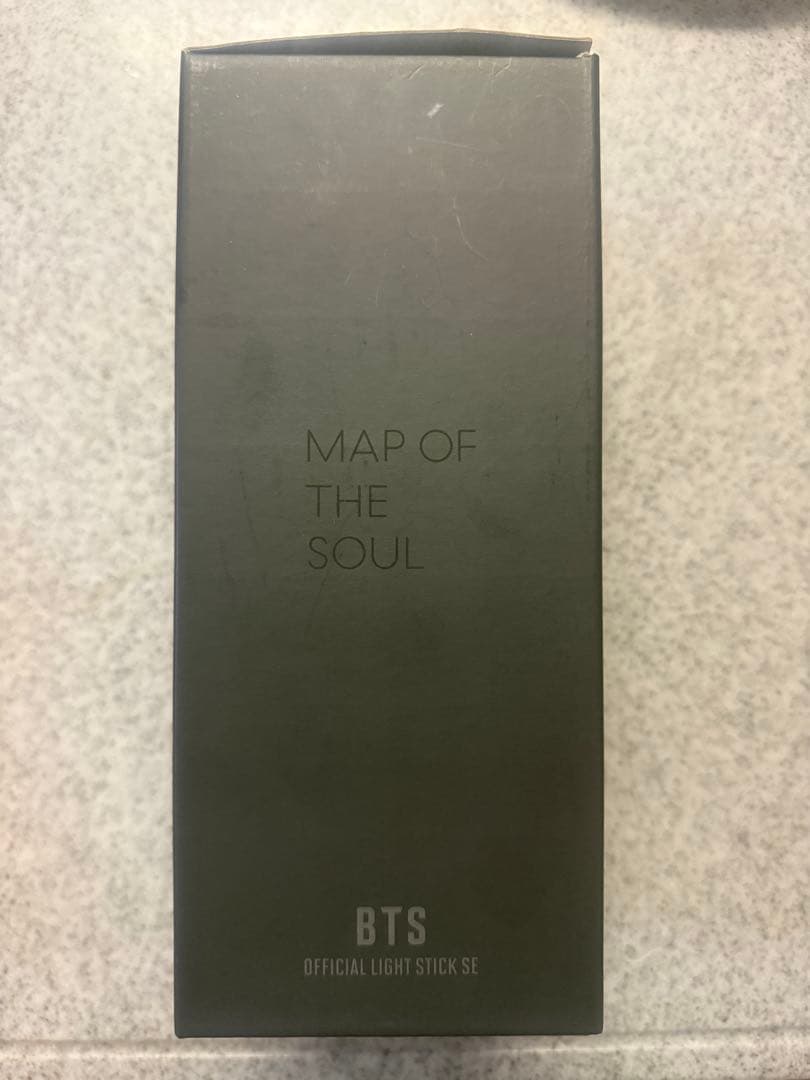 MAP OF
THE
SOUL
BTS
OFFICIAL LIGHT STICK SE